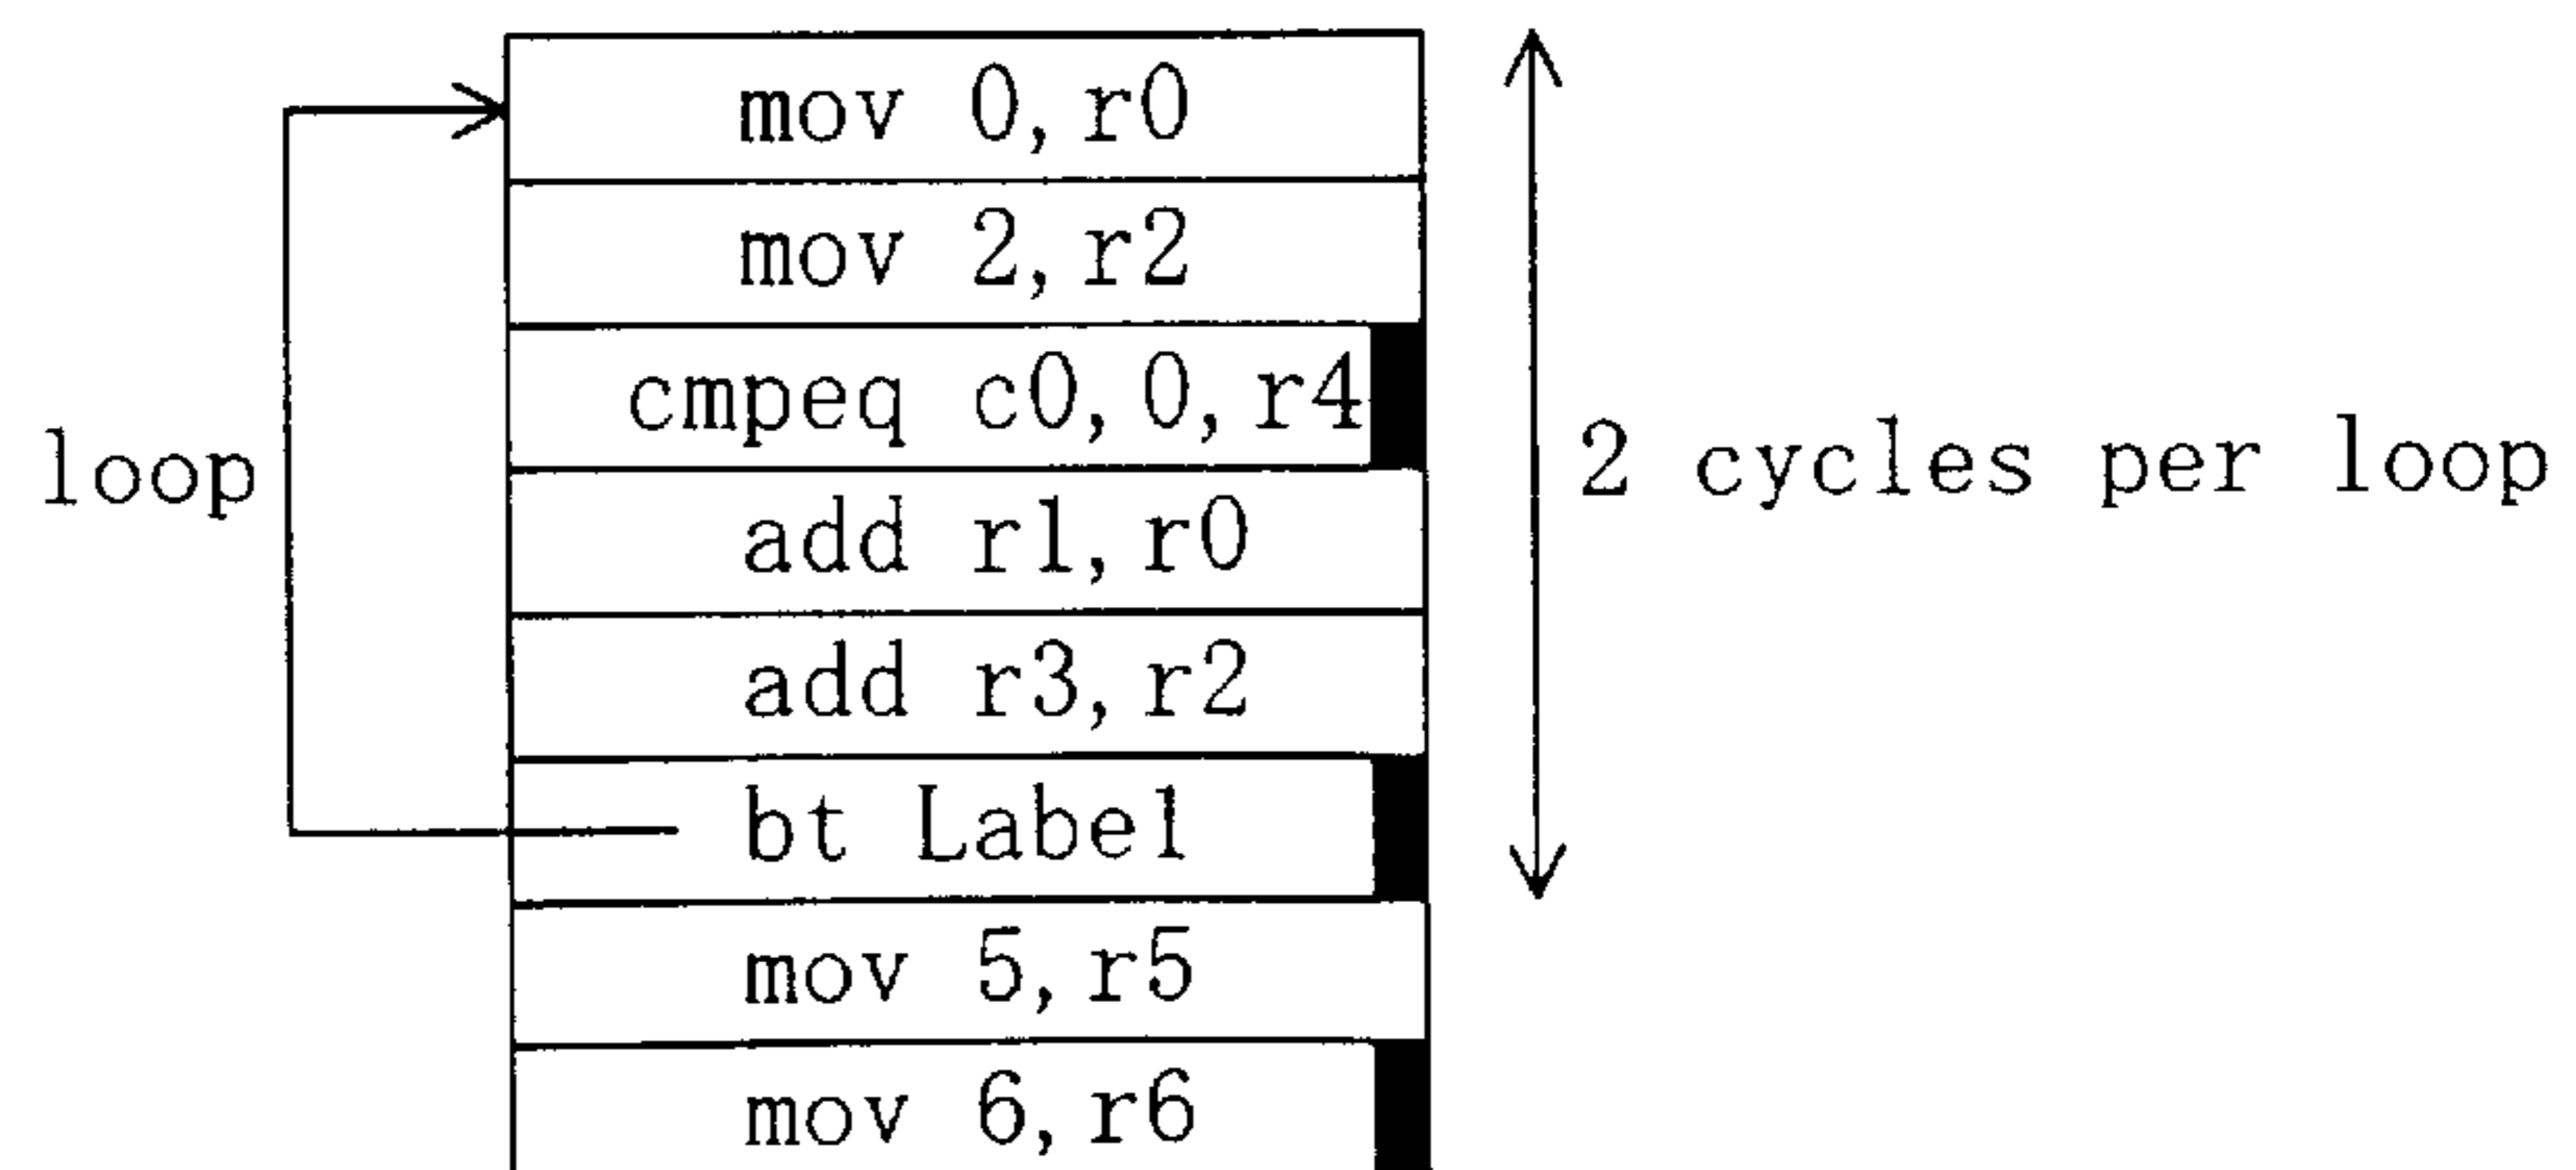 mov 0,r0
mov 2,r2
cmpeq c0,0,r4
loop
2 cycles per loop
add r1,r0
add r3,r2
bt Label
mov 5,r5
mov 6,r6